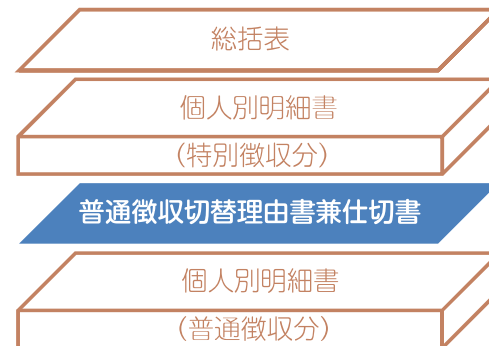 総括表
個人別明細書
（特別徴収分）
普通徴収切替理由書兼仕切書
個人別明細書
（普通徴収分）